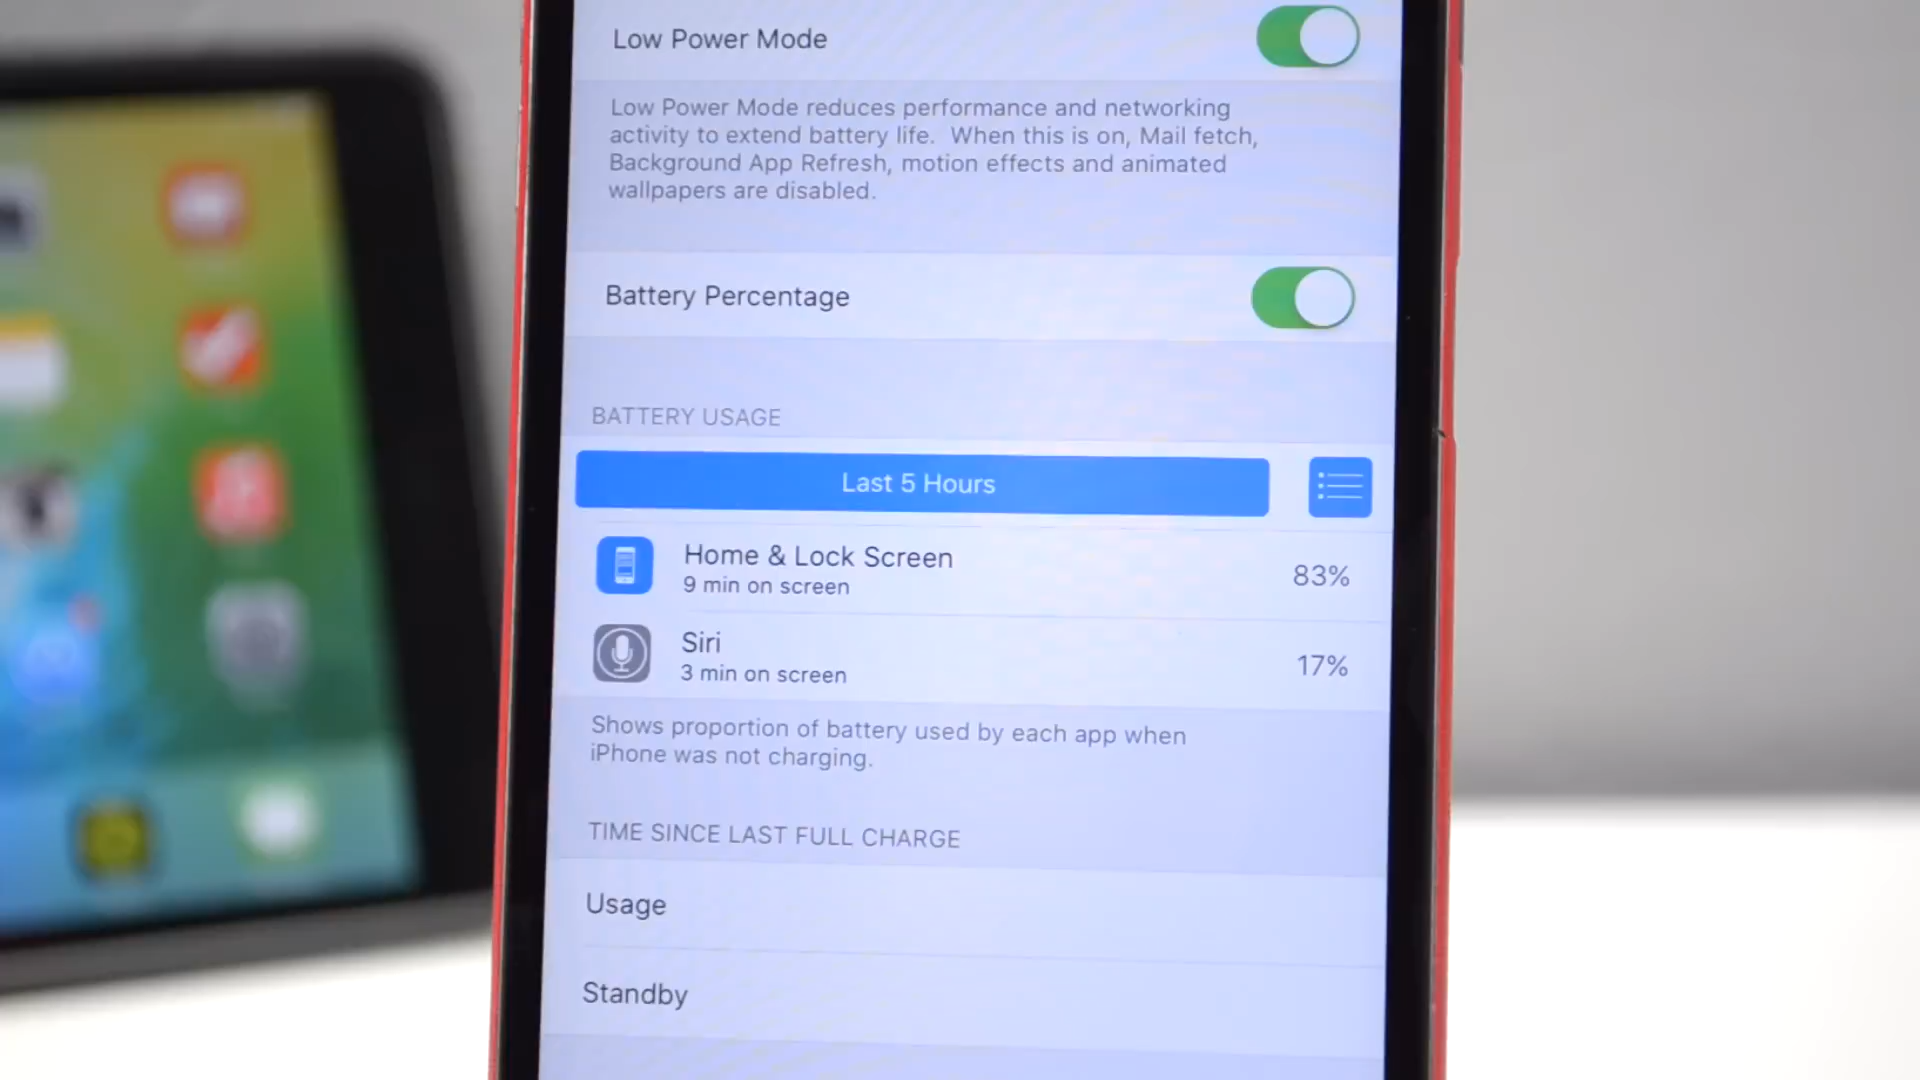 Low Power Mode
Low Power Mode reduces performance and networking
activity to extend battery life.  When this is on, Mail fetch,
Background App Refresh, motion effects and animated
wallpapers are disabled.
Battery Percentage
BATTERY USAGE
Last 5 Hours
Home & Lock Screen
9 min on screen
83%
Siri
3 min on screen
17%
Shows proportion of battery used by each app when
iPhone was not charging.
TIME SINCE LAST FULL CHARGE
Usage
Standby